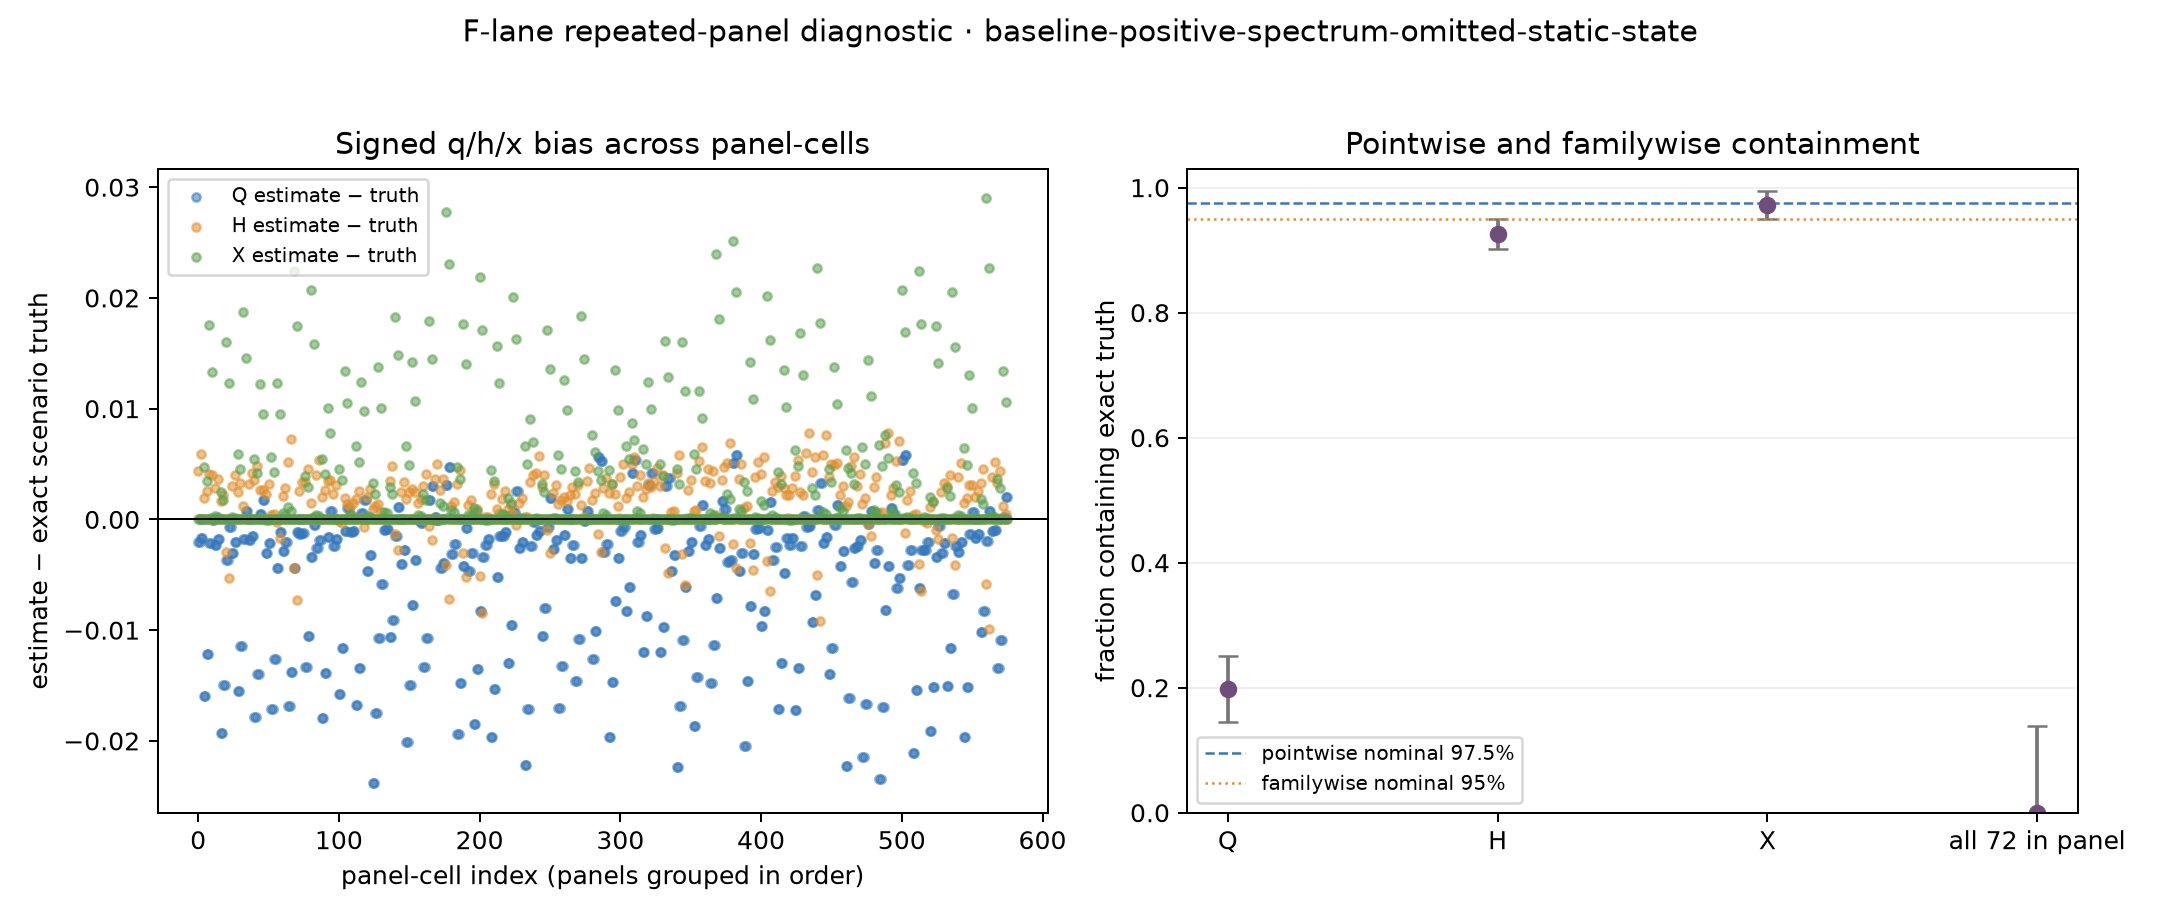 F-lane repeated-panel diagnostic · baseline-positive-spectrum-omitted-static-state
Signed q/h/x bias across panel-cells
estimate − exact scenario truth
0.03
0.02
0.01
0.00
−0.01
−0.02
Q estimate − truth
H estimate − truth
X estimate − truth
0
100
200
300
400
500
600
panel-cell index (panels grouped in order)
Pointwise and familywise containment
fraction containing exact truth
1.0
0.8
0.6
0.4
0.2
0.0
pointwise nominal 97.5%
familywise nominal 95%
Q
H
X
all 72 in panel